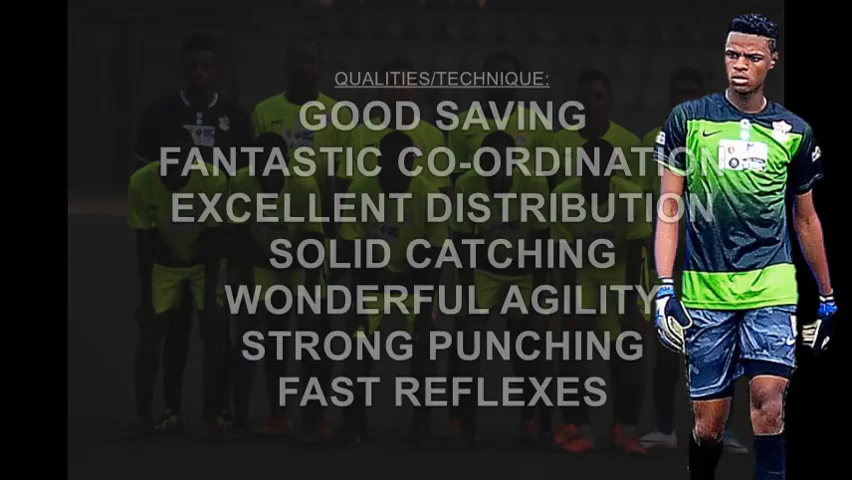 QUALITIES/TECHNIQUE:
GOOD SAVING
FANTASTIC CO-ORDINATION
EXCELLENT DISTRIBUTION
SOLID CATCHING
WONDERFUL AGILITY
STRONG PUNCHING
FAST REFLEXES